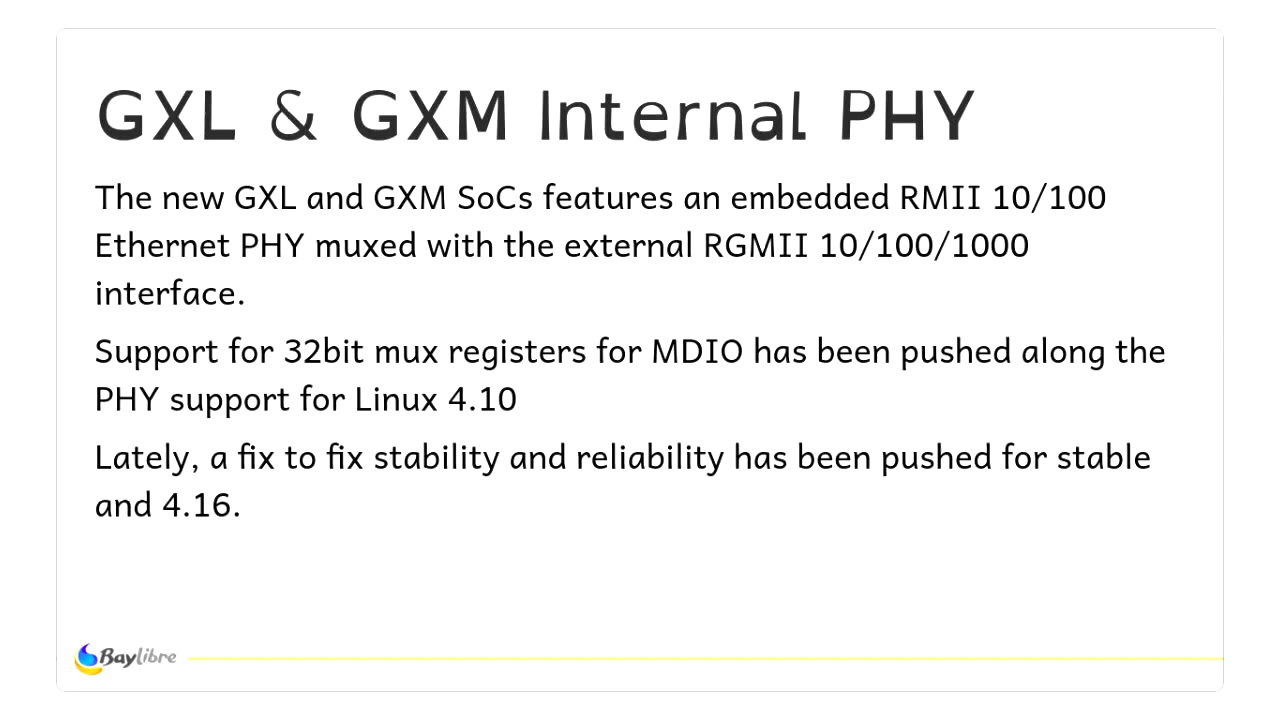 GXL & GXM Internal PHY
The new GXL and GXM SoCs features an embedded RMII 10/100
Ethernet PHY muxed with the external RGMII 10/100/1000
interface.
Support for 32bit mux registers for MDIO has been pushed along the
PHY support for Linux 4.10
Lately, a fix to fix stability and reliability has been pushed for stable
and 4.16.
Baylibre